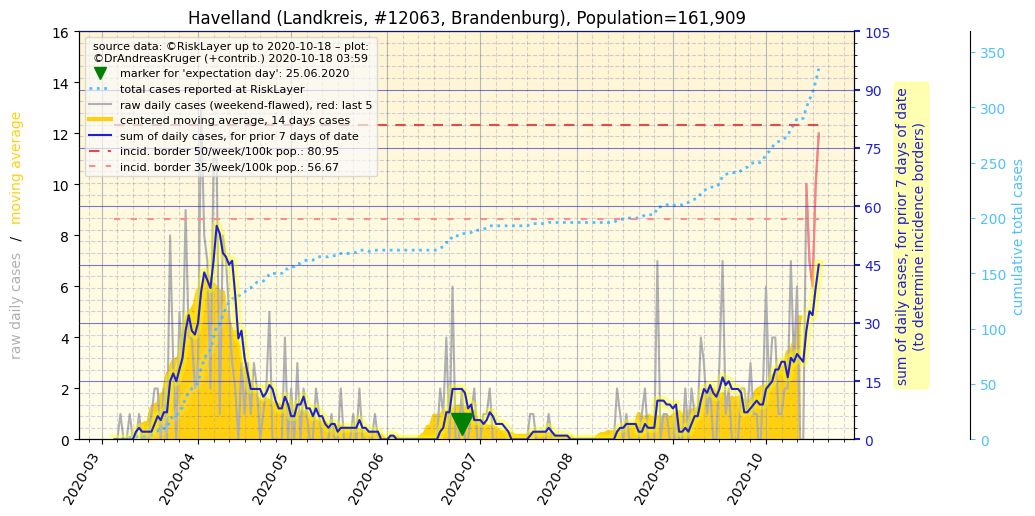 Havelland (Landkreis, #12063, Brandenburg), Population=161,909
source data: ©RiskLayer up to 2020-10-18 – plot:
©DrAndreasKruger (+contrib.) 2020-10-18 03:59
marker for 'expectation day': 25.06.2020
total cases reported at RiskLayer
raw daily cases (weekend-flawed), red: last 5
centered moving average, 14 days cases
sum of daily cases, for prior 7 days of date
incid. border 50/week/100k pop.: 80.95
incid. border 35/week/100k pop.: 56.67
raw daily cases / moving average
16
14
12
10
8
6
4
2
0
2020-03
2020-04
2020-05
2020-06
2020-07
2020-08
2020-09
2020-10
105
90
75
60
45
30
15
0
sum of daily cases, for prior 7 days of date
(to determine incidence borders)
350
300
250
200
150
100
50
0
cumulative total cases